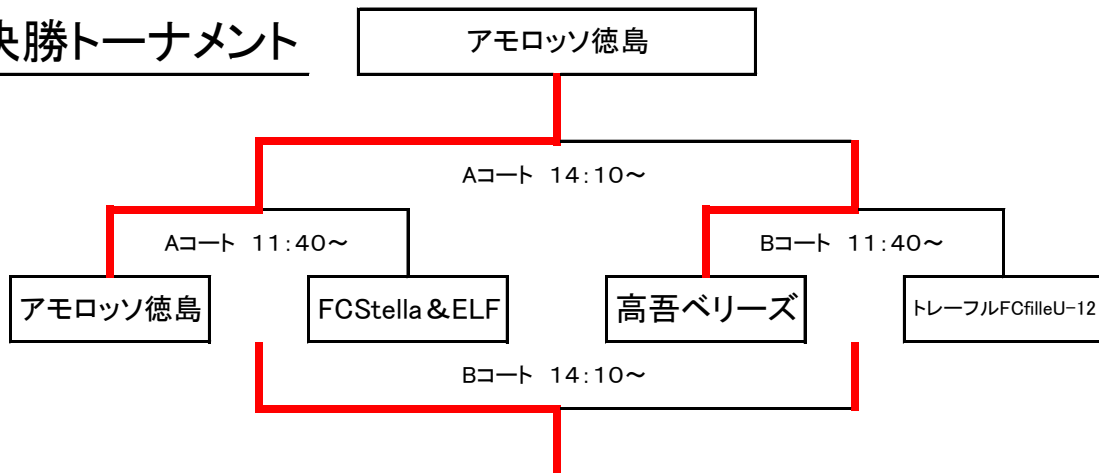 決勝トーナメント
アモロッソ徳島
Aコート 14:10～
Aコート 11:40～
Bコート 11:40～
アモロッソ徳島
FCStella&ELF
高吾ベリーズ
トレーフルFCfilleU-12
Bコート 14:10～